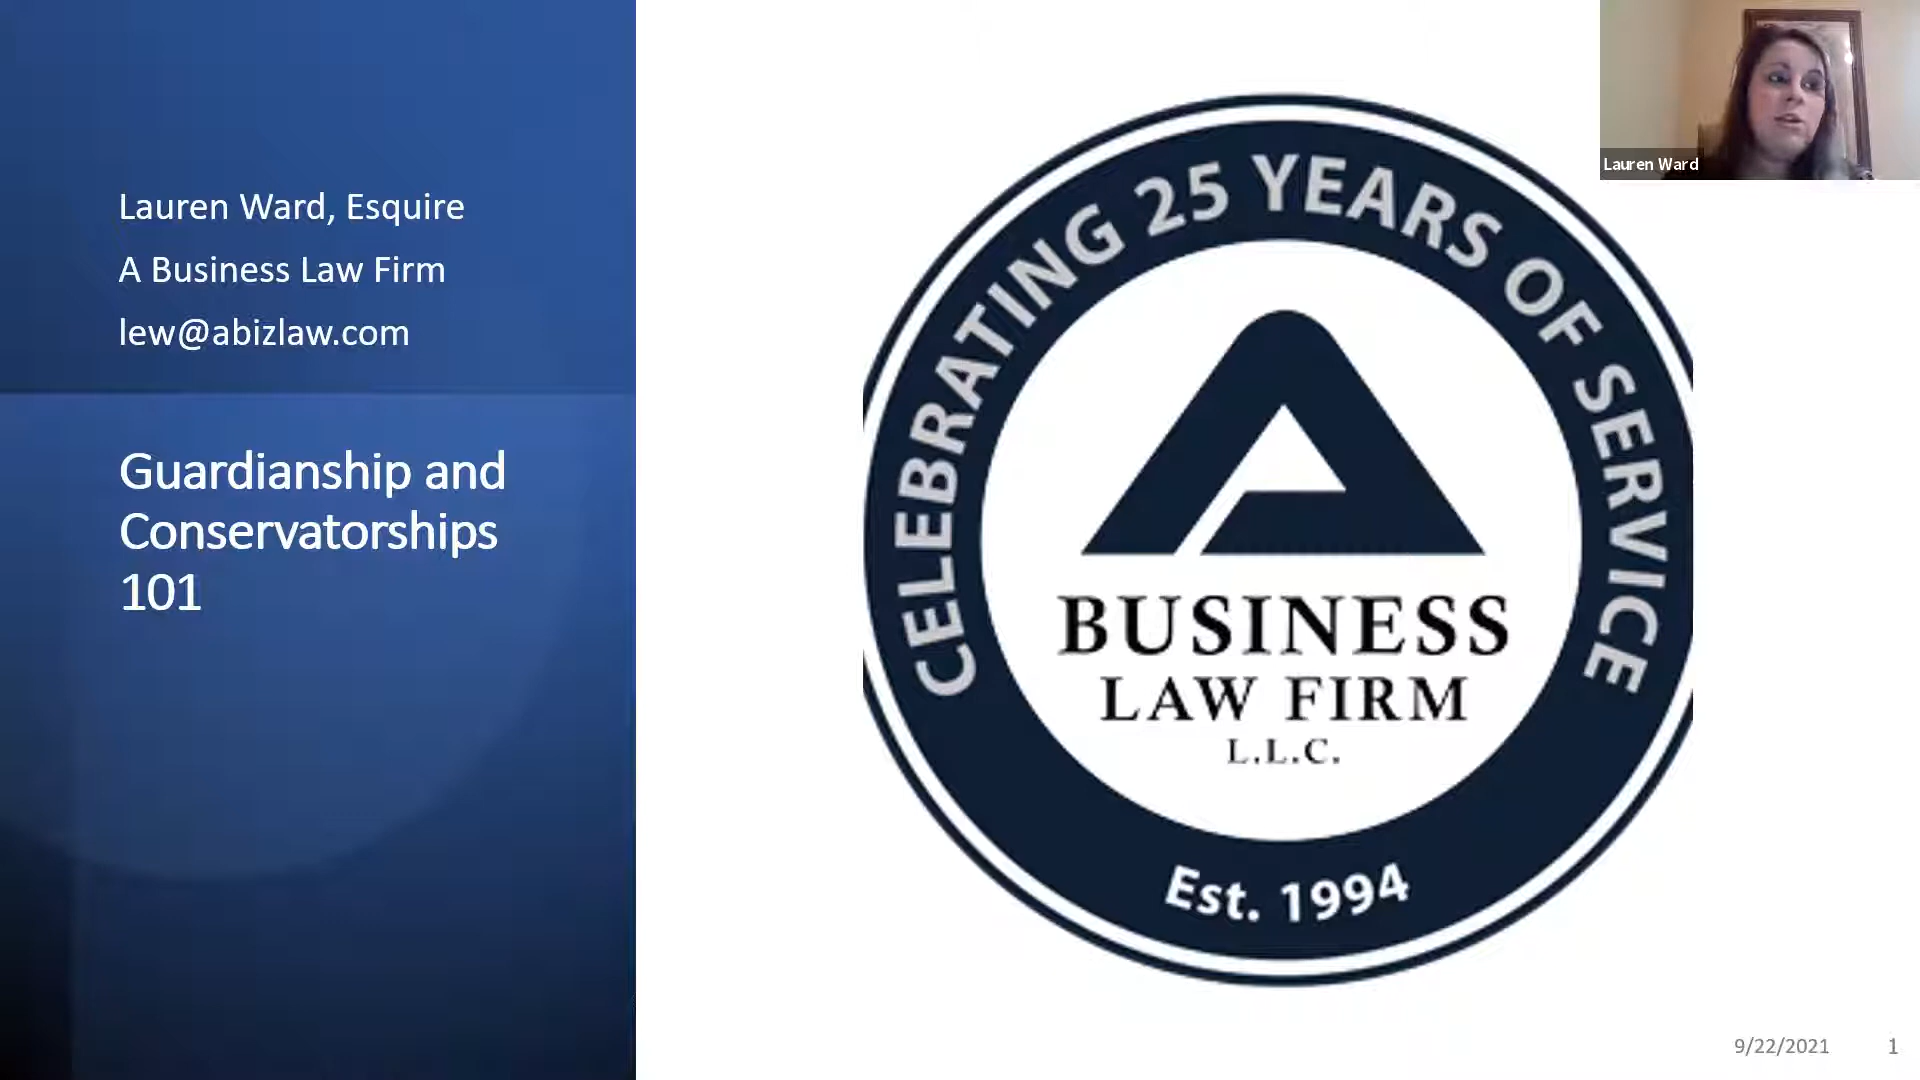 Lauren Ward, Esquire
A Business Law Firm
lew@abizlaw.com
Guardianship and
Conservatorships
101
CELEBRATING 25 YEARS OF SERVICE
BUSINESS
LAW FIRM
L.L.C.
Est. 1994
Lauren Ward
9/22/2021
1